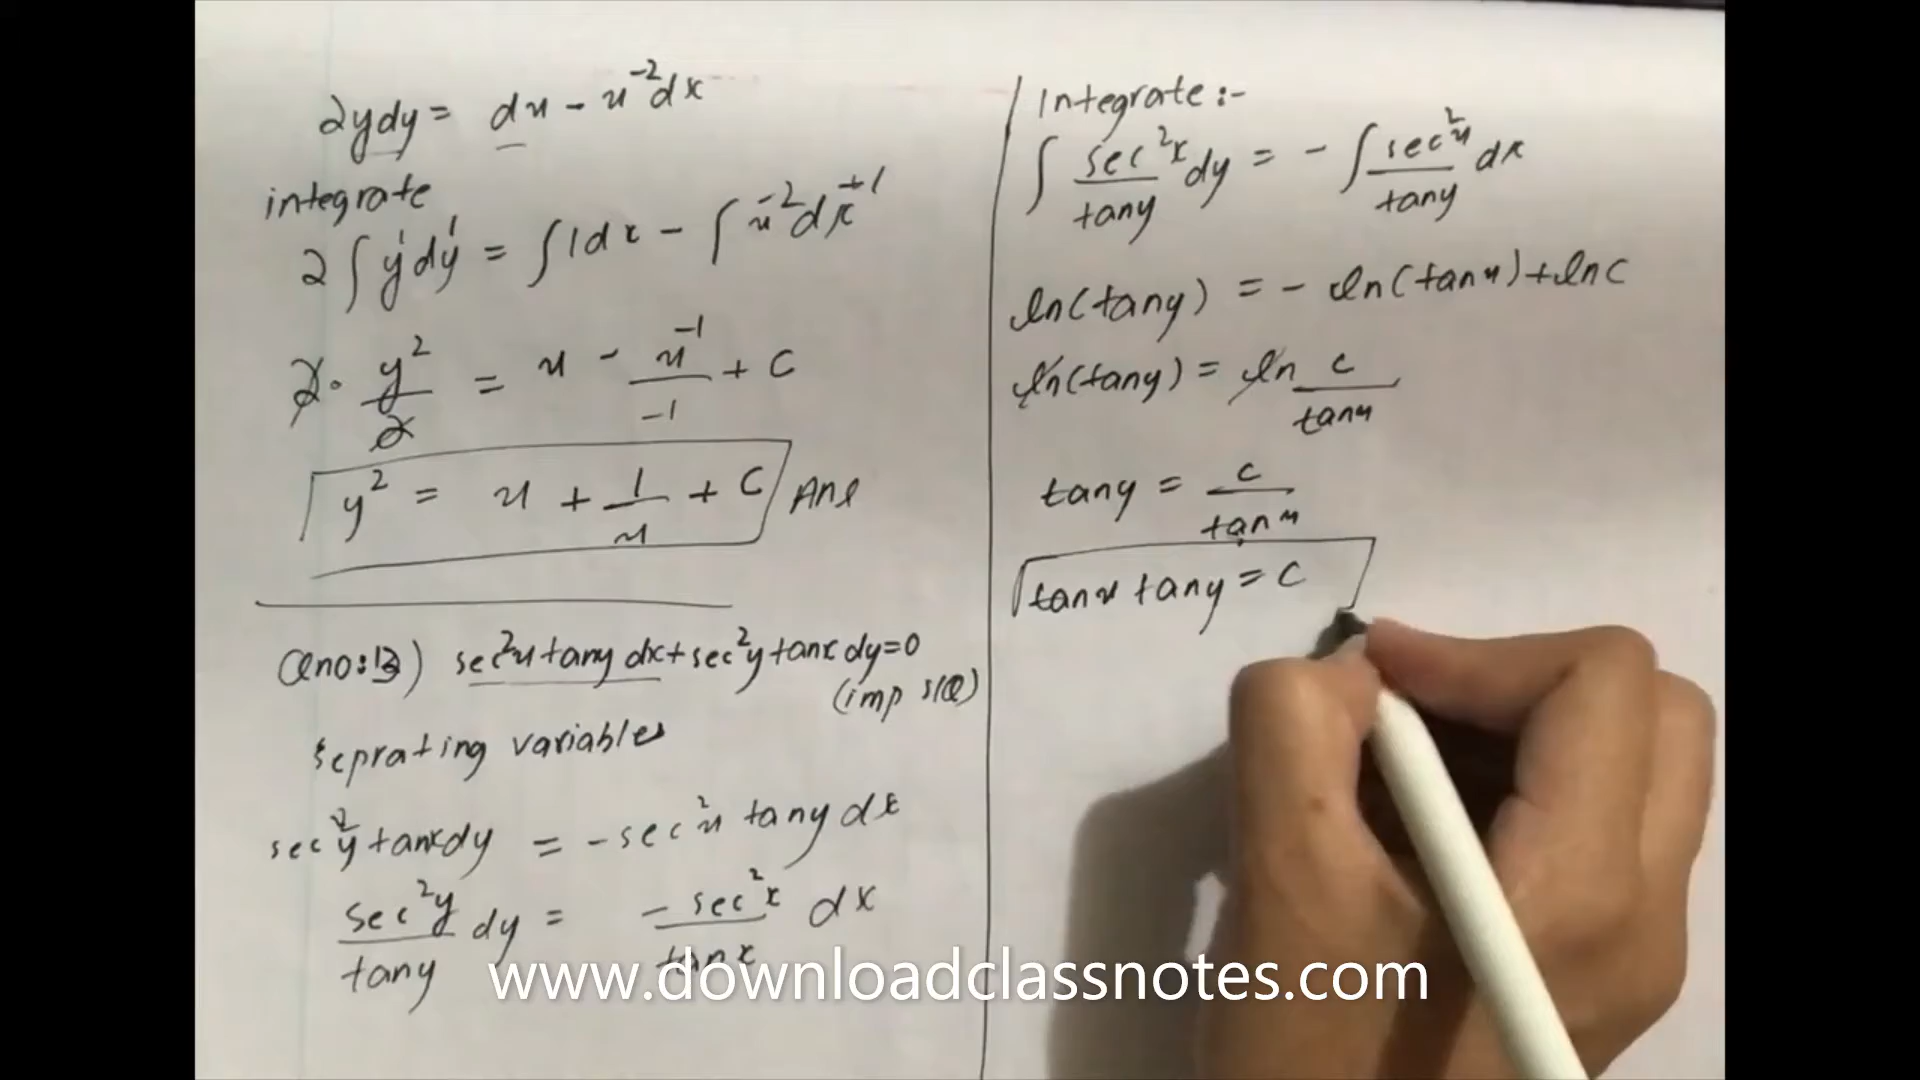 2ydy = dx - x⁻²dx
integrate
2∫y¹dy¹ = ∫1dx - ∫x⁻²dx⁺¹
2 · y²/2 = x - x⁻¹/-1 + C
y² = x + 1/x + C Ans
Qno:13) sec²x tany dx + sec²y tanx dy = 0
(imp S/Q)
seprating variables
sec²y tanx dy = - sec²x tany dx
sec²y/tany dy = - sec²x/tanx dx
Integrate :-
∫ sec²x/tany dy = - ∫ sec²x/tany dx
ln(tany) = - ln(tanx) + lnC
ln(tany) = ln c/tanx
tany = c/tanx
tanx tany = C
www.downloadclassnotes.com